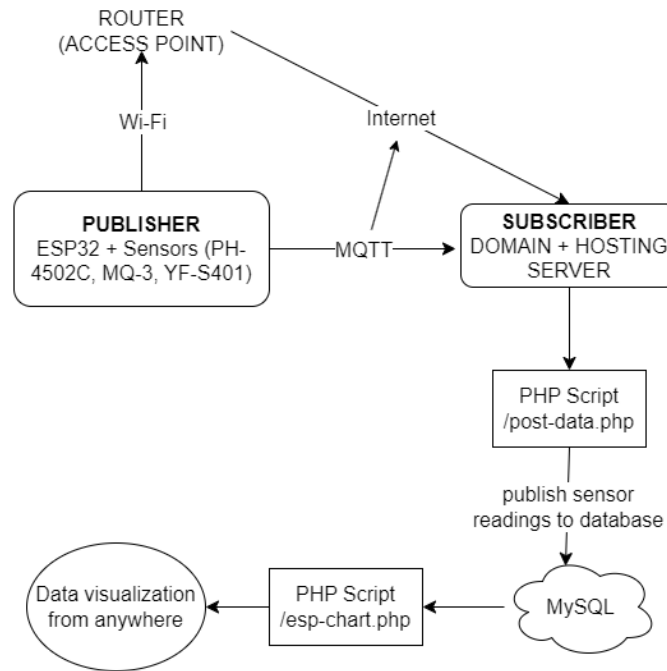 ROUTER
(ACCESS POINT)
Wi-Fi
Internet
PUBLISHER
ESP32 + Sensors (PH-
4502C, MQ-3, YF-S401)
MQTT
SUBSCRIBER
DOMAIN + HOSTING
SERVER
PHP Script
/post-data.php
publish sensor
readings to database
MySQL
PHP Script
/esp-chart.php
Data visualization
from anywhere